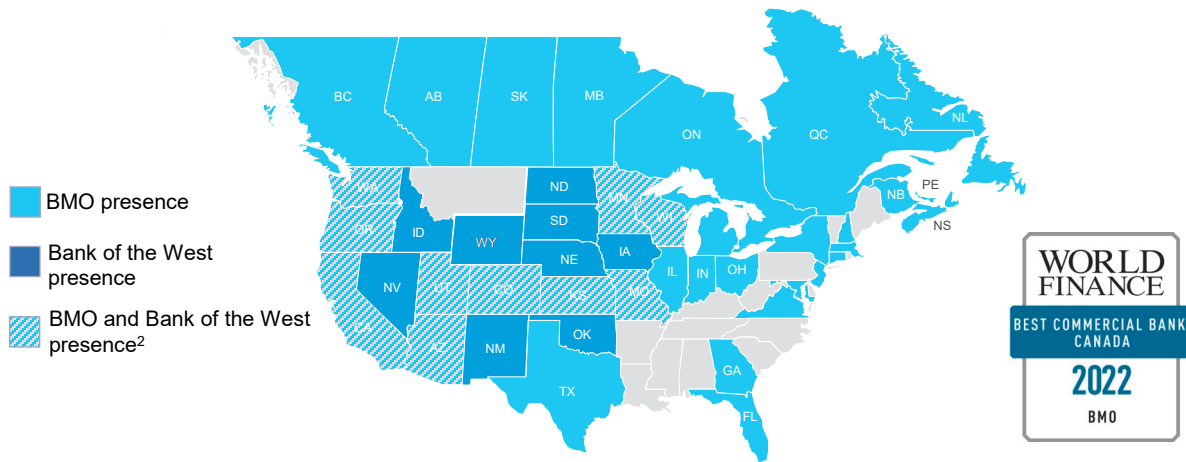 BC
AB
SK
MB
ON
QC
NL
WA
ND
MN
PE
NB
BMO presence
OR
ID
SD
WI
NS
WY
Bank of the West
presence
NE
IA
IL
IN
OH
NV
UT
CO
KS
MO
BMO and Bank of the West
presence²
CA
AZ
NM
OK
GA
TX
FL
WORLD
FINANCE
BEST COMMERCIAL BANK
CANADA
2022
BMO